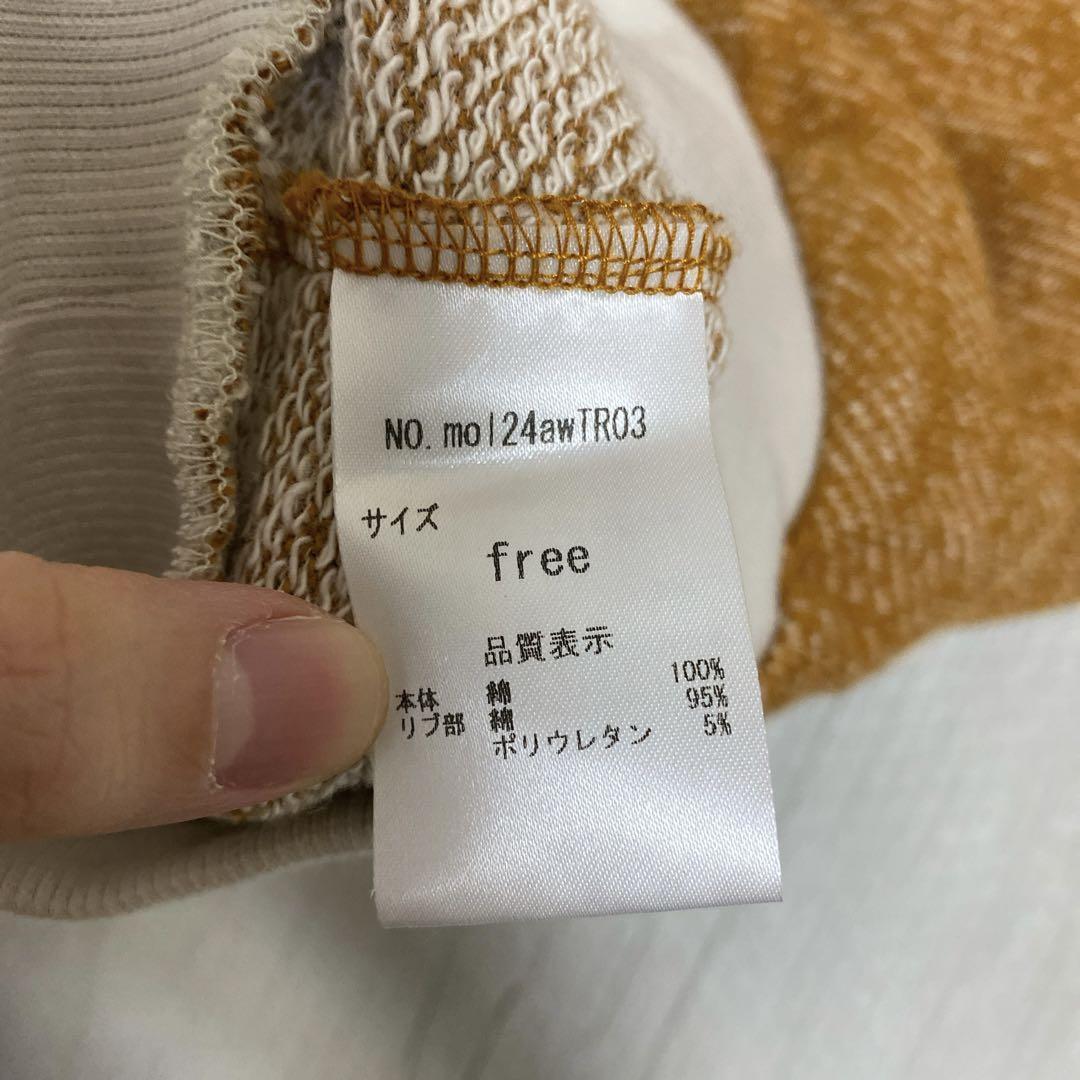 NO. mol24awTR03
サイズ
free
品質表示
本体 綿 100%
リブ部 綿 95%
ポリウレタン 5%